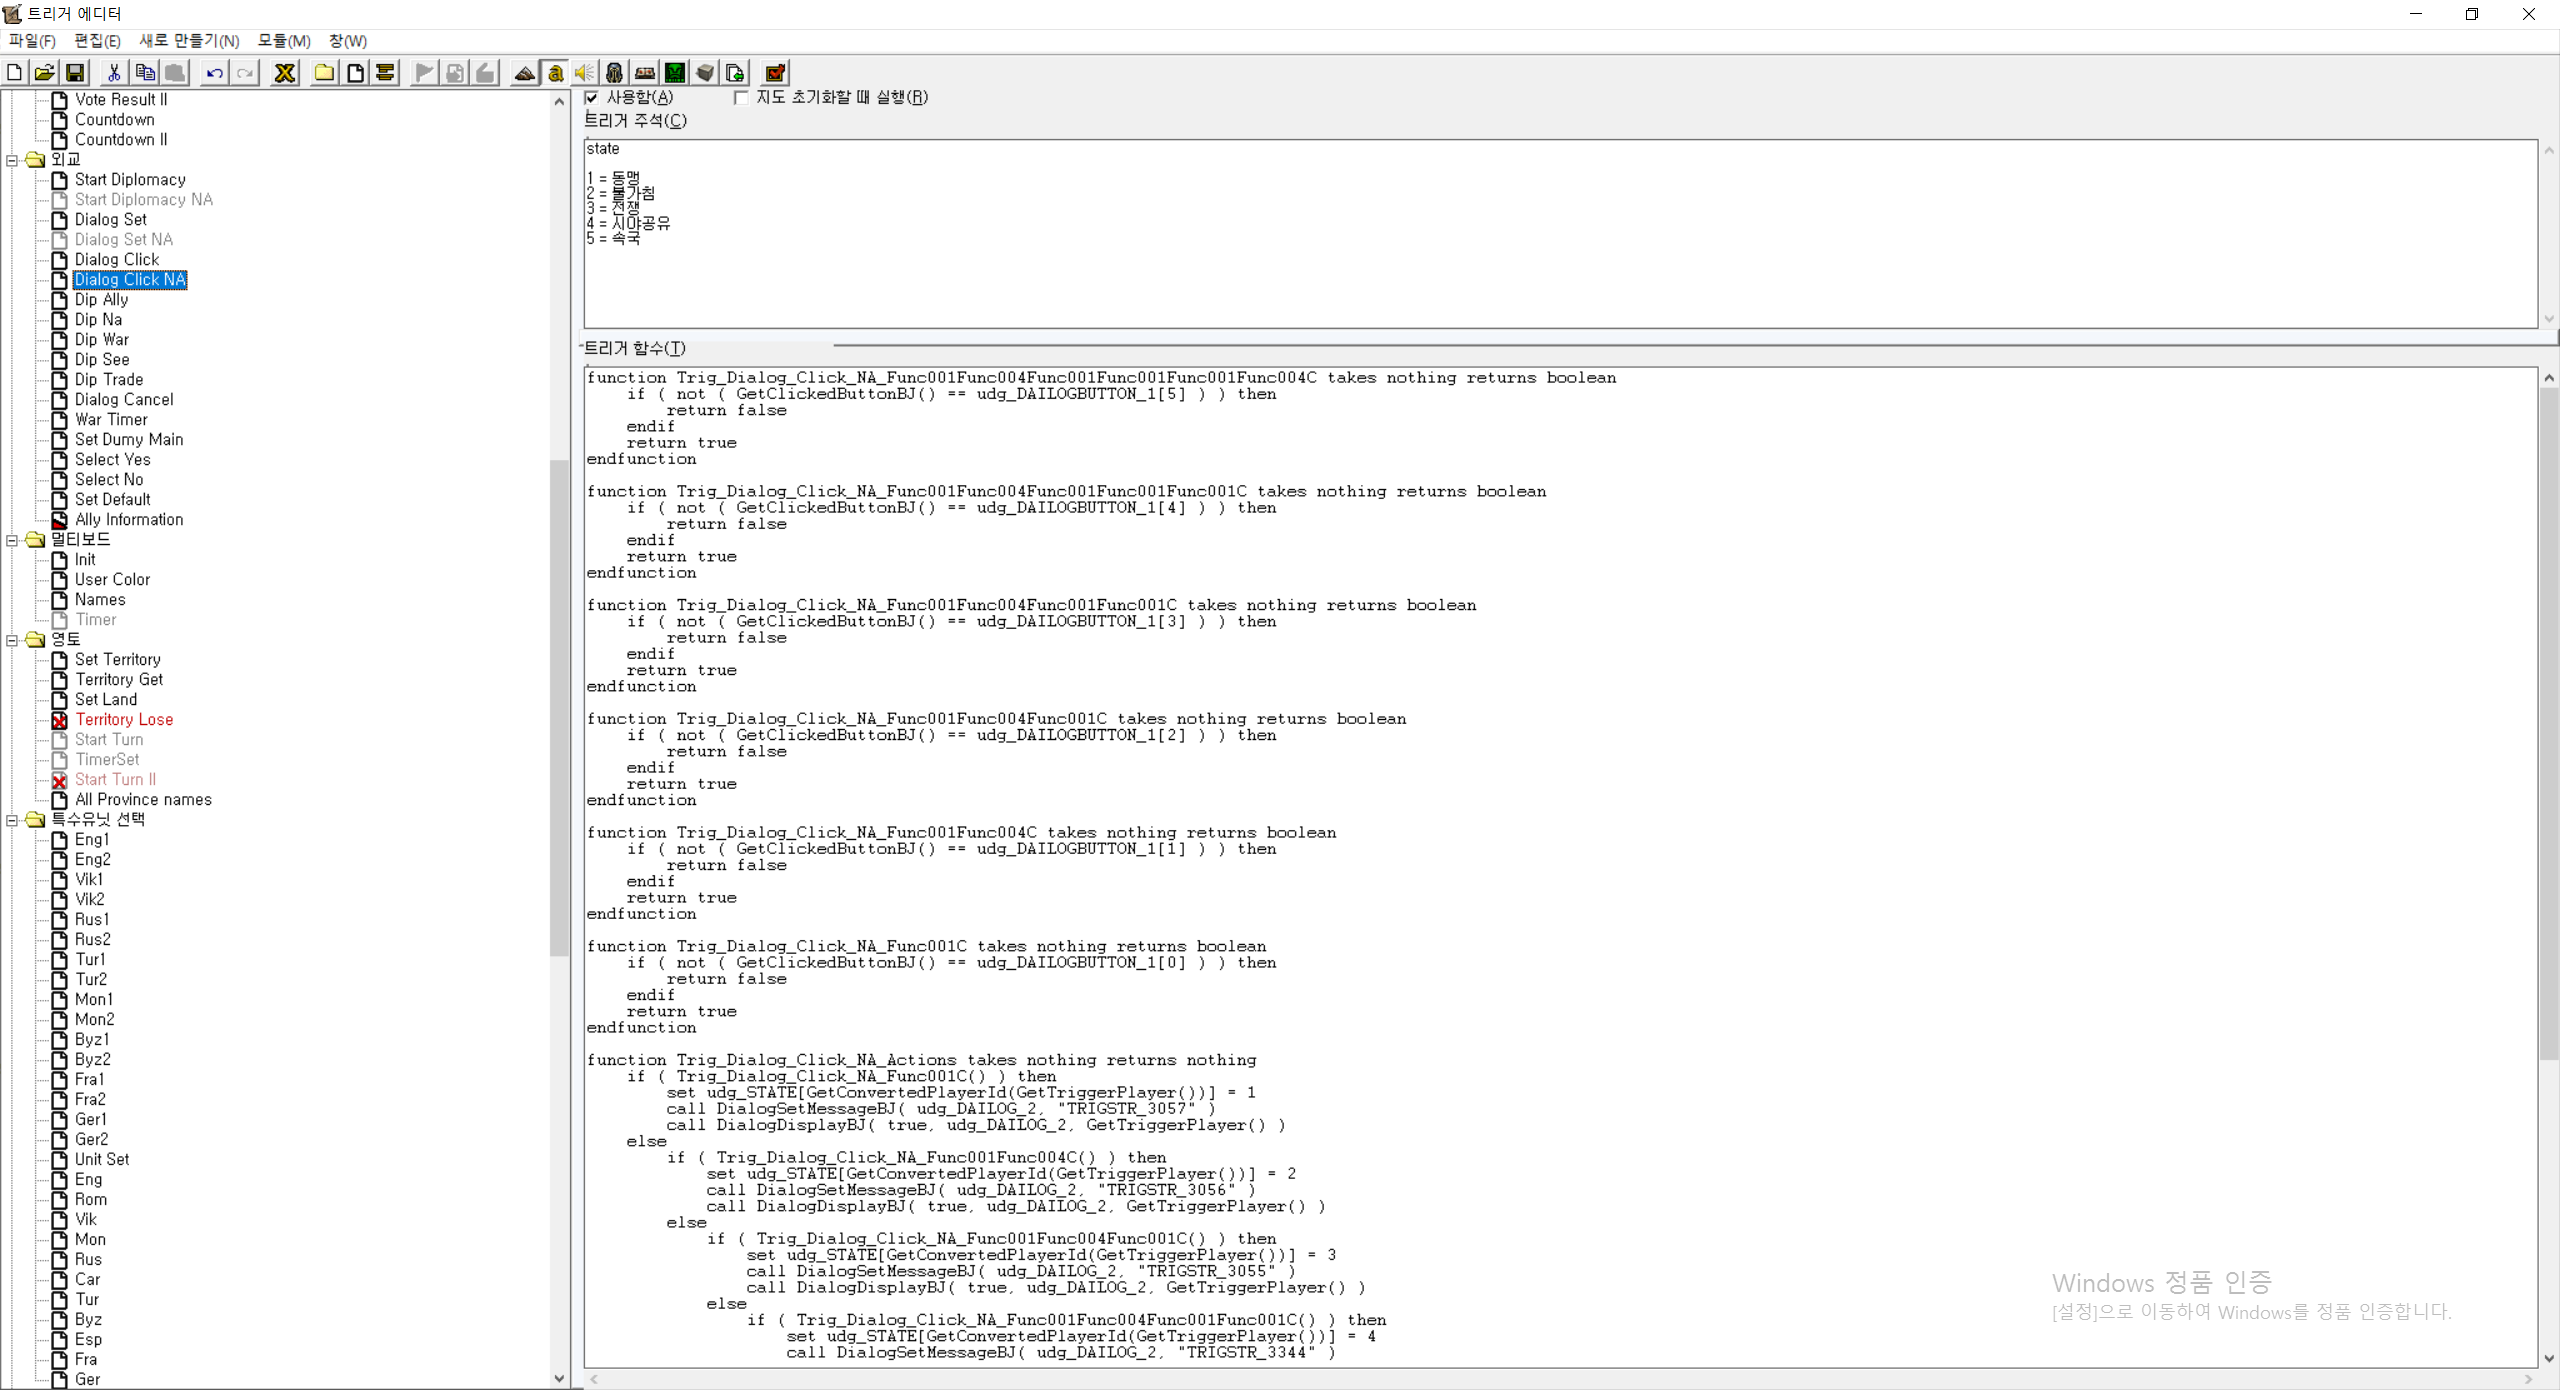 트리거 에디터
파일(F) 편집(E) 새로 만들기(N) 모듈(M) 창(W)
Vote Result II
Countdown
Countdown II
외교
Start Diplomacy
Start Diplomacy NA
Dialog Set
Dialog Set NA
Dialog Click
Dialog Click NA
Dip Ally
Dip Na
Dip War
Dip See
Dip Trade
Dialog Cancel
War Timer
Set Dumy Main
Select Yes
Select No
Set Default
Ally Information
멀티보드
Init
User Color
Names
Timer
영토
Set Territory
Territory Get
Set Land
Territory Lose
Start Turn
TimerSet
Start Turn II
All Province names
특수유닛 선택
Eng1
Eng2
Vik1
Vik2
Rus1
Rus2
Tur1
Tur2
Mon1
Mon2
Byz1
Byz2
Fra1
Fra2
Ger1
Ger2
Unit Set
Eng
Rom
Vik
Mon
Rus
Car
Tur
Byz
Esp
Fra
Ger
사용함(A) 지도 초기화할 때 실행(R)
트리거 주석(C)
state
1 = 동맹
2 = 불가침
3 = 전쟁
4 = 시야공유
5 = 속국
트리거 함수(T)
function Trig_Dialog_Click_NA_Func001Func004Func001Func001Func001Func004C takes nothing returns boolean
if ( not ( GetClickedButtonBJ() == udg_DAILOGBUTTON_1[5] ) ) then
return false
endif
return true
endfunction
function Trig_Dialog_Click_NA_Func001Func004Func001Func001Func001C takes nothing returns boolean
if ( not ( GetClickedButtonBJ() == udg_DAILOGBUTTON_1[4] ) ) then
return false
endif
return true
endfunction
function Trig_Dialog_Click_NA_Func001Func004Func001Func001C takes nothing returns boolean
if ( not ( GetClickedButtonBJ() == udg_DAILOGBUTTON_1[3] ) ) then
return false
endif
return true
endfunction
function Trig_Dialog_Click_NA_Func001Func004Func001C takes nothing returns boolean
if ( not ( GetClickedButtonBJ() == udg_DAILOGBUTTON_1[2] ) ) then
return false
endif
return true
endfunction
function Trig_Dialog_Click_NA_Func001Func004C takes nothing returns boolean
if ( not ( GetClickedButtonBJ() == udg_DAILOGBUTTON_1[1] ) ) then
return false
endif
return true
endfunction
function Trig_Dialog_Click_NA_Func001C takes nothing returns boolean
if ( not ( GetClickedButtonBJ() == udg_DAILOGBUTTON_1[0] ) ) then
return false
endif
return true
endfunction
function Trig_Dialog_Click_NA_Actions takes nothing returns nothing
if ( Trig_Dialog_Click_NA_Func001C() ) then
set udg_STATE[GetConvertedPlayerId(GetTriggerPlayer())] = 1
call DialogSetMessageBJ( udg_DAILOG_2, "TRIGSTR_3057" )
call DialogDisplayBJ( true, udg_DAILOG_2, GetTriggerPlayer() )
else
if ( Trig_Dialog_Click_NA_Func001Func004C() ) then
set udg_STATE[GetConvertedPlayerId(GetTriggerPlayer())] = 2
call DialogSetMessageBJ( udg_DAILOG_2, "TRIGSTR_3056" )
call DialogDisplayBJ( true, udg_DAILOG_2, GetTriggerPlayer() )
else
if ( Trig_Dialog_Click_NA_Func001Func004Func001C() ) then
set udg_STATE[GetConvertedPlayerId(GetTriggerPlayer())] = 3
call DialogSetMessageBJ( udg_DAILOG_2, "TRIGSTR_3055" )
call DialogDisplayBJ( true, udg_DAILOG_2, GetTriggerPlayer() )
else
if ( Trig_Dialog_Click_NA_Func001Func004Func001Func001C() ) then
set udg_STATE[GetConvertedPlayerId(GetTriggerPlayer())] = 4
call DialogSetMessageBJ( udg_DAILOG_2, "TRIGSTR_3344" )
Windows 정품 인증
[설정]으로 이동하여 Windows를 정품 인증합니다.